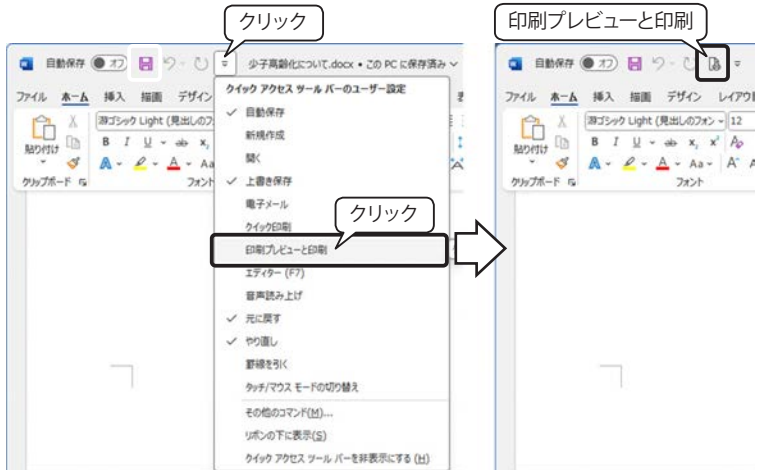 クリック
印刷プレビューと印刷
自動保存 オフ
少子高齢化について.docx • この PC に保存済み
ファイル ホーム 挿入 描画 デザイン
クイック アクセス ツール バーのユーザー設定
自動保存
新規作成
開く
上書き保存
電子メール
クイック印刷
印刷プレビューと印刷
エディター (F7)
音声読み上げ
元に戻す
やり直し
罫線を引く
タッチ/マウス モードの切り替え
その他のコマンド(M)...
リボンの下に表示(S)
クイック アクセス ツール バーを非表示にする (H)
クリック
貼り付け
游ゴシック Light (見出しのフ
B I U ab x,
A A Aa
クリップボード
フォント
自動保存 オフ
ファイル ホーム 挿入 描画 デザイン レイアウ
貼り付け
游ゴシック Light (見出しのフォン 12
B I U ab x, x² A
A A Aa A
クリップボード
フォント